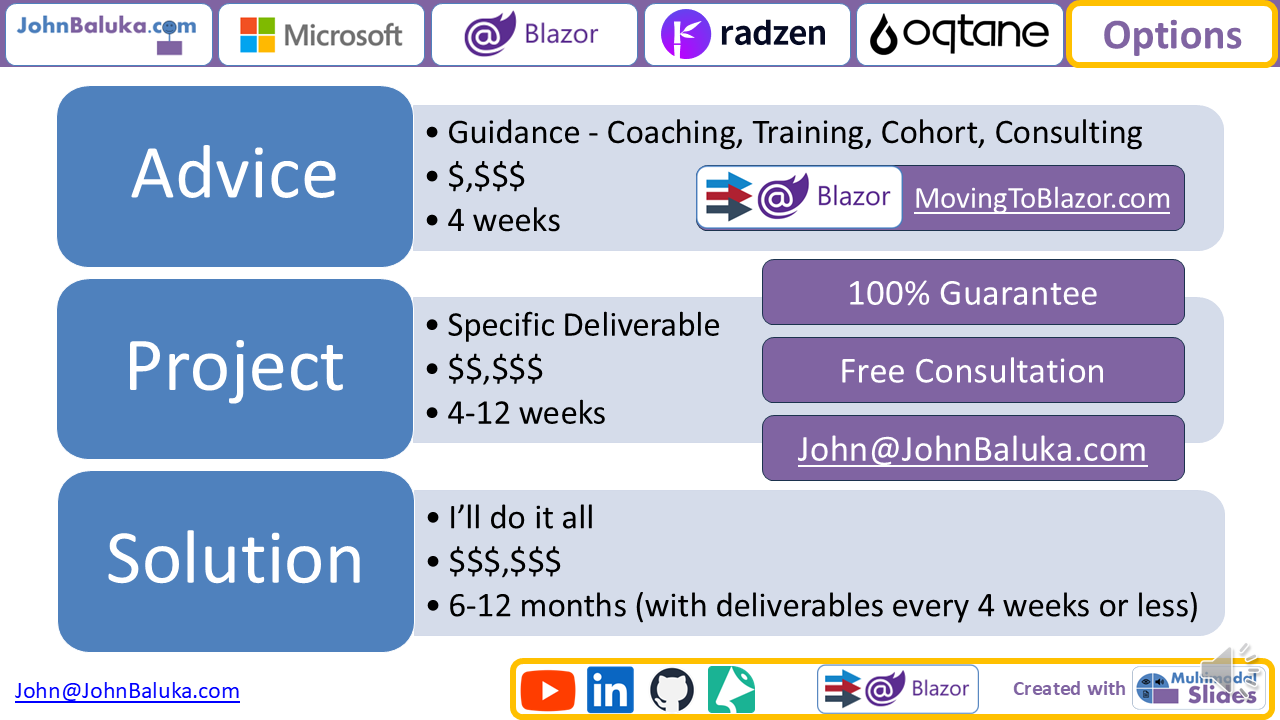 JohnBaluka.com
Microsoft
Blazor
radzen
oqtane
Options
Advice
• Guidance - Coaching, Training, Cohort, Consulting
• $,$$$
• 4 weeks
Blazor
MovingToBlazor.com
Project
• Specific Deliverable
• $$,$$$
• 4-12 weeks
100% Guarantee
Free Consultation
John@JohnBaluka.com
Solution
• I’ll do it all
• $$$,$$$
• 6-12 months (with deliverables every 4 weeks or less)
John@JohnBaluka.com
in
Blazor
Created with
Multimodal
Slides